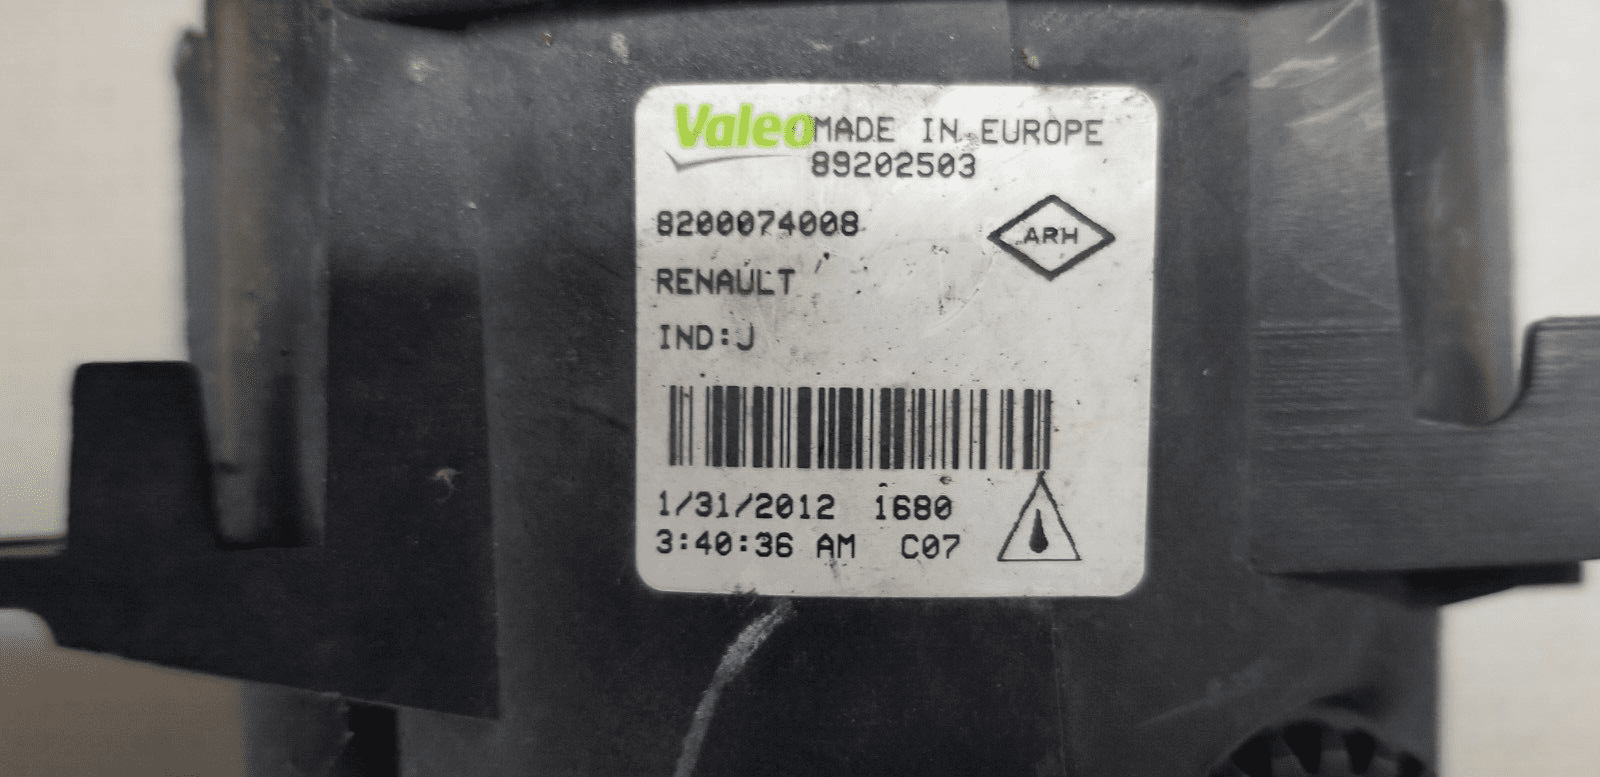 Valeo MADE IN EUROPE
89202503
8200074008
ARH
RENAULT
IND:J
1/31/2012 1680
3:40:36 AM C07